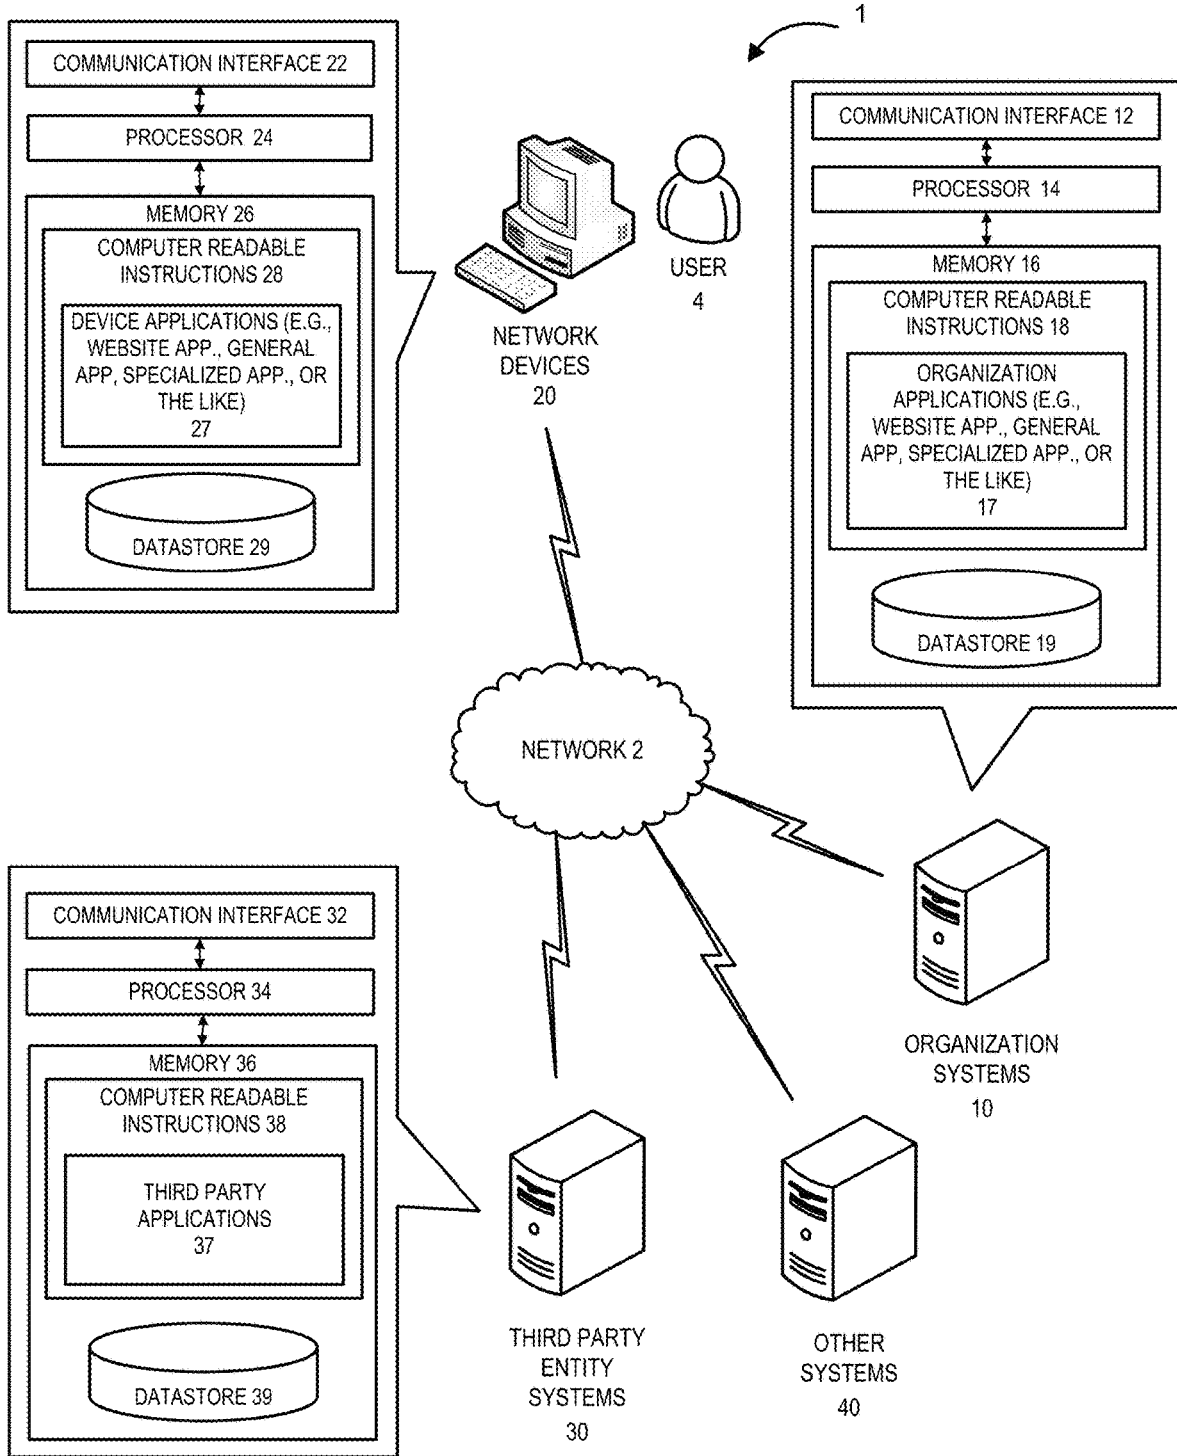 1
COMMUNICATION INTERFACE 22
PROCESSOR 24
MEMORY 26
COMPUTER READABLE
INSTRUCTIONS 28
DEVICE APPLICATIONS (E.G.,
WEBSITE APP., GENERAL
APP, SPECIALIZED APP., OR
THE LIKE)
27
DATASTORE 29
NETWORK
DEVICES
20
USER
4
COMMUNICATION INTERFACE 12
PROCESSOR 14
MEMORY 16
COMPUTER READABLE
INSTRUCTIONS 18
ORGANIZATION
APPLICATIONS (E.G.,
WEBSITE APP., GENERAL
APP, SPECIALIZED APP., OR
THE LIKE)
17
DATASTORE 19
NETWORK 2
ORGANIZATION
SYSTEMS
10
COMMUNICATION INTERFACE 32
PROCESSOR 34
MEMORY 36
COMPUTER READABLE
INSTRUCTIONS 38
THIRD PARTY
APPLICATIONS
37
DATASTORE 39
THIRD PARTY
ENTITY
SYSTEMS
30
OTHER
SYSTEMS
40